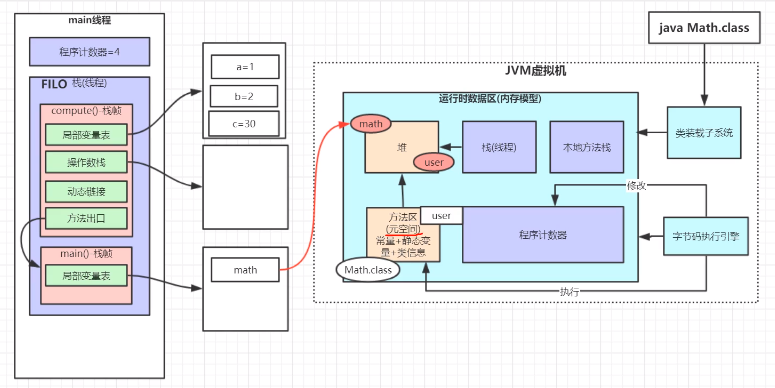 main线程
程序计数器=4
FILO 栈(线程)
compute()-栈帧
局部变量表
操作数栈
动态链接
方法出口
main() 栈帧
局部变量表
a=1
b=2
c=30
math
java Math.class
JVM虚拟机
运行时数据区(内存模型)
math
堆
user
栈(线程)
本地方法栈
类装载子系统
修改
方法区
(元空间)
常量+静态变
量+类信息
user
程序计数器
字节码执行引擎
Math.class
执行